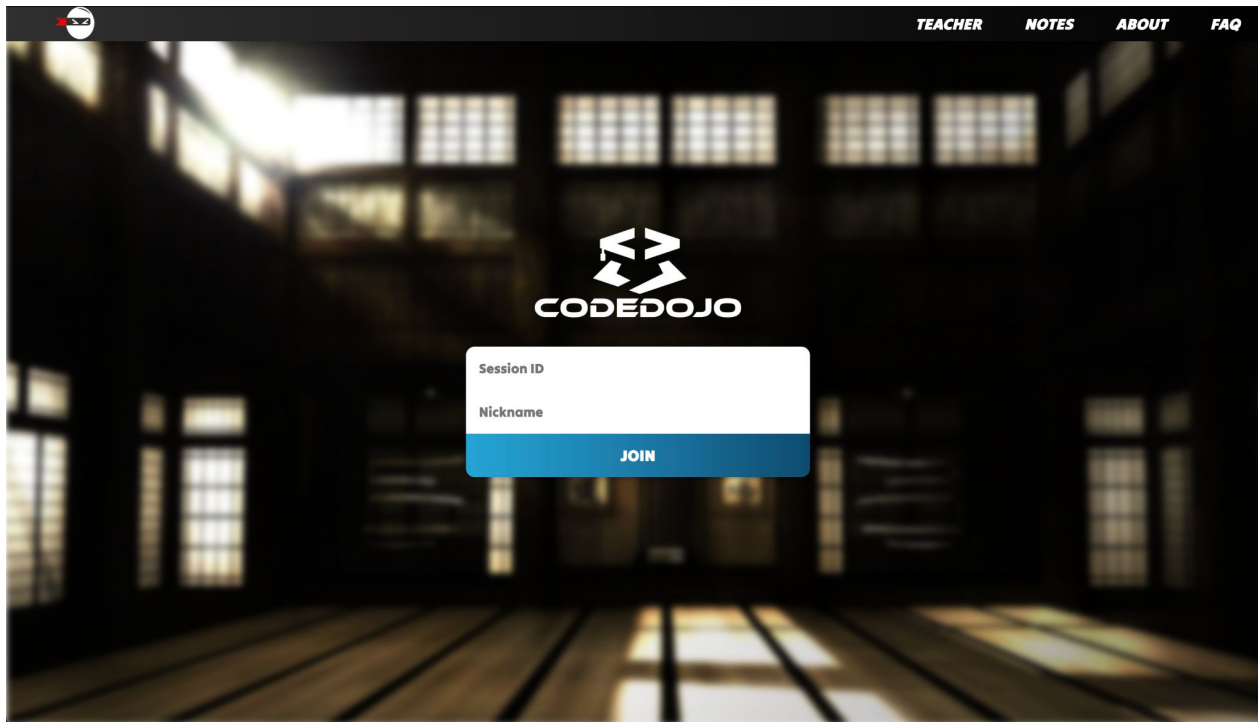 TEACHER NOTES ABOUT FAQ
CODEDOJO
Session ID
Nickname
JOIN